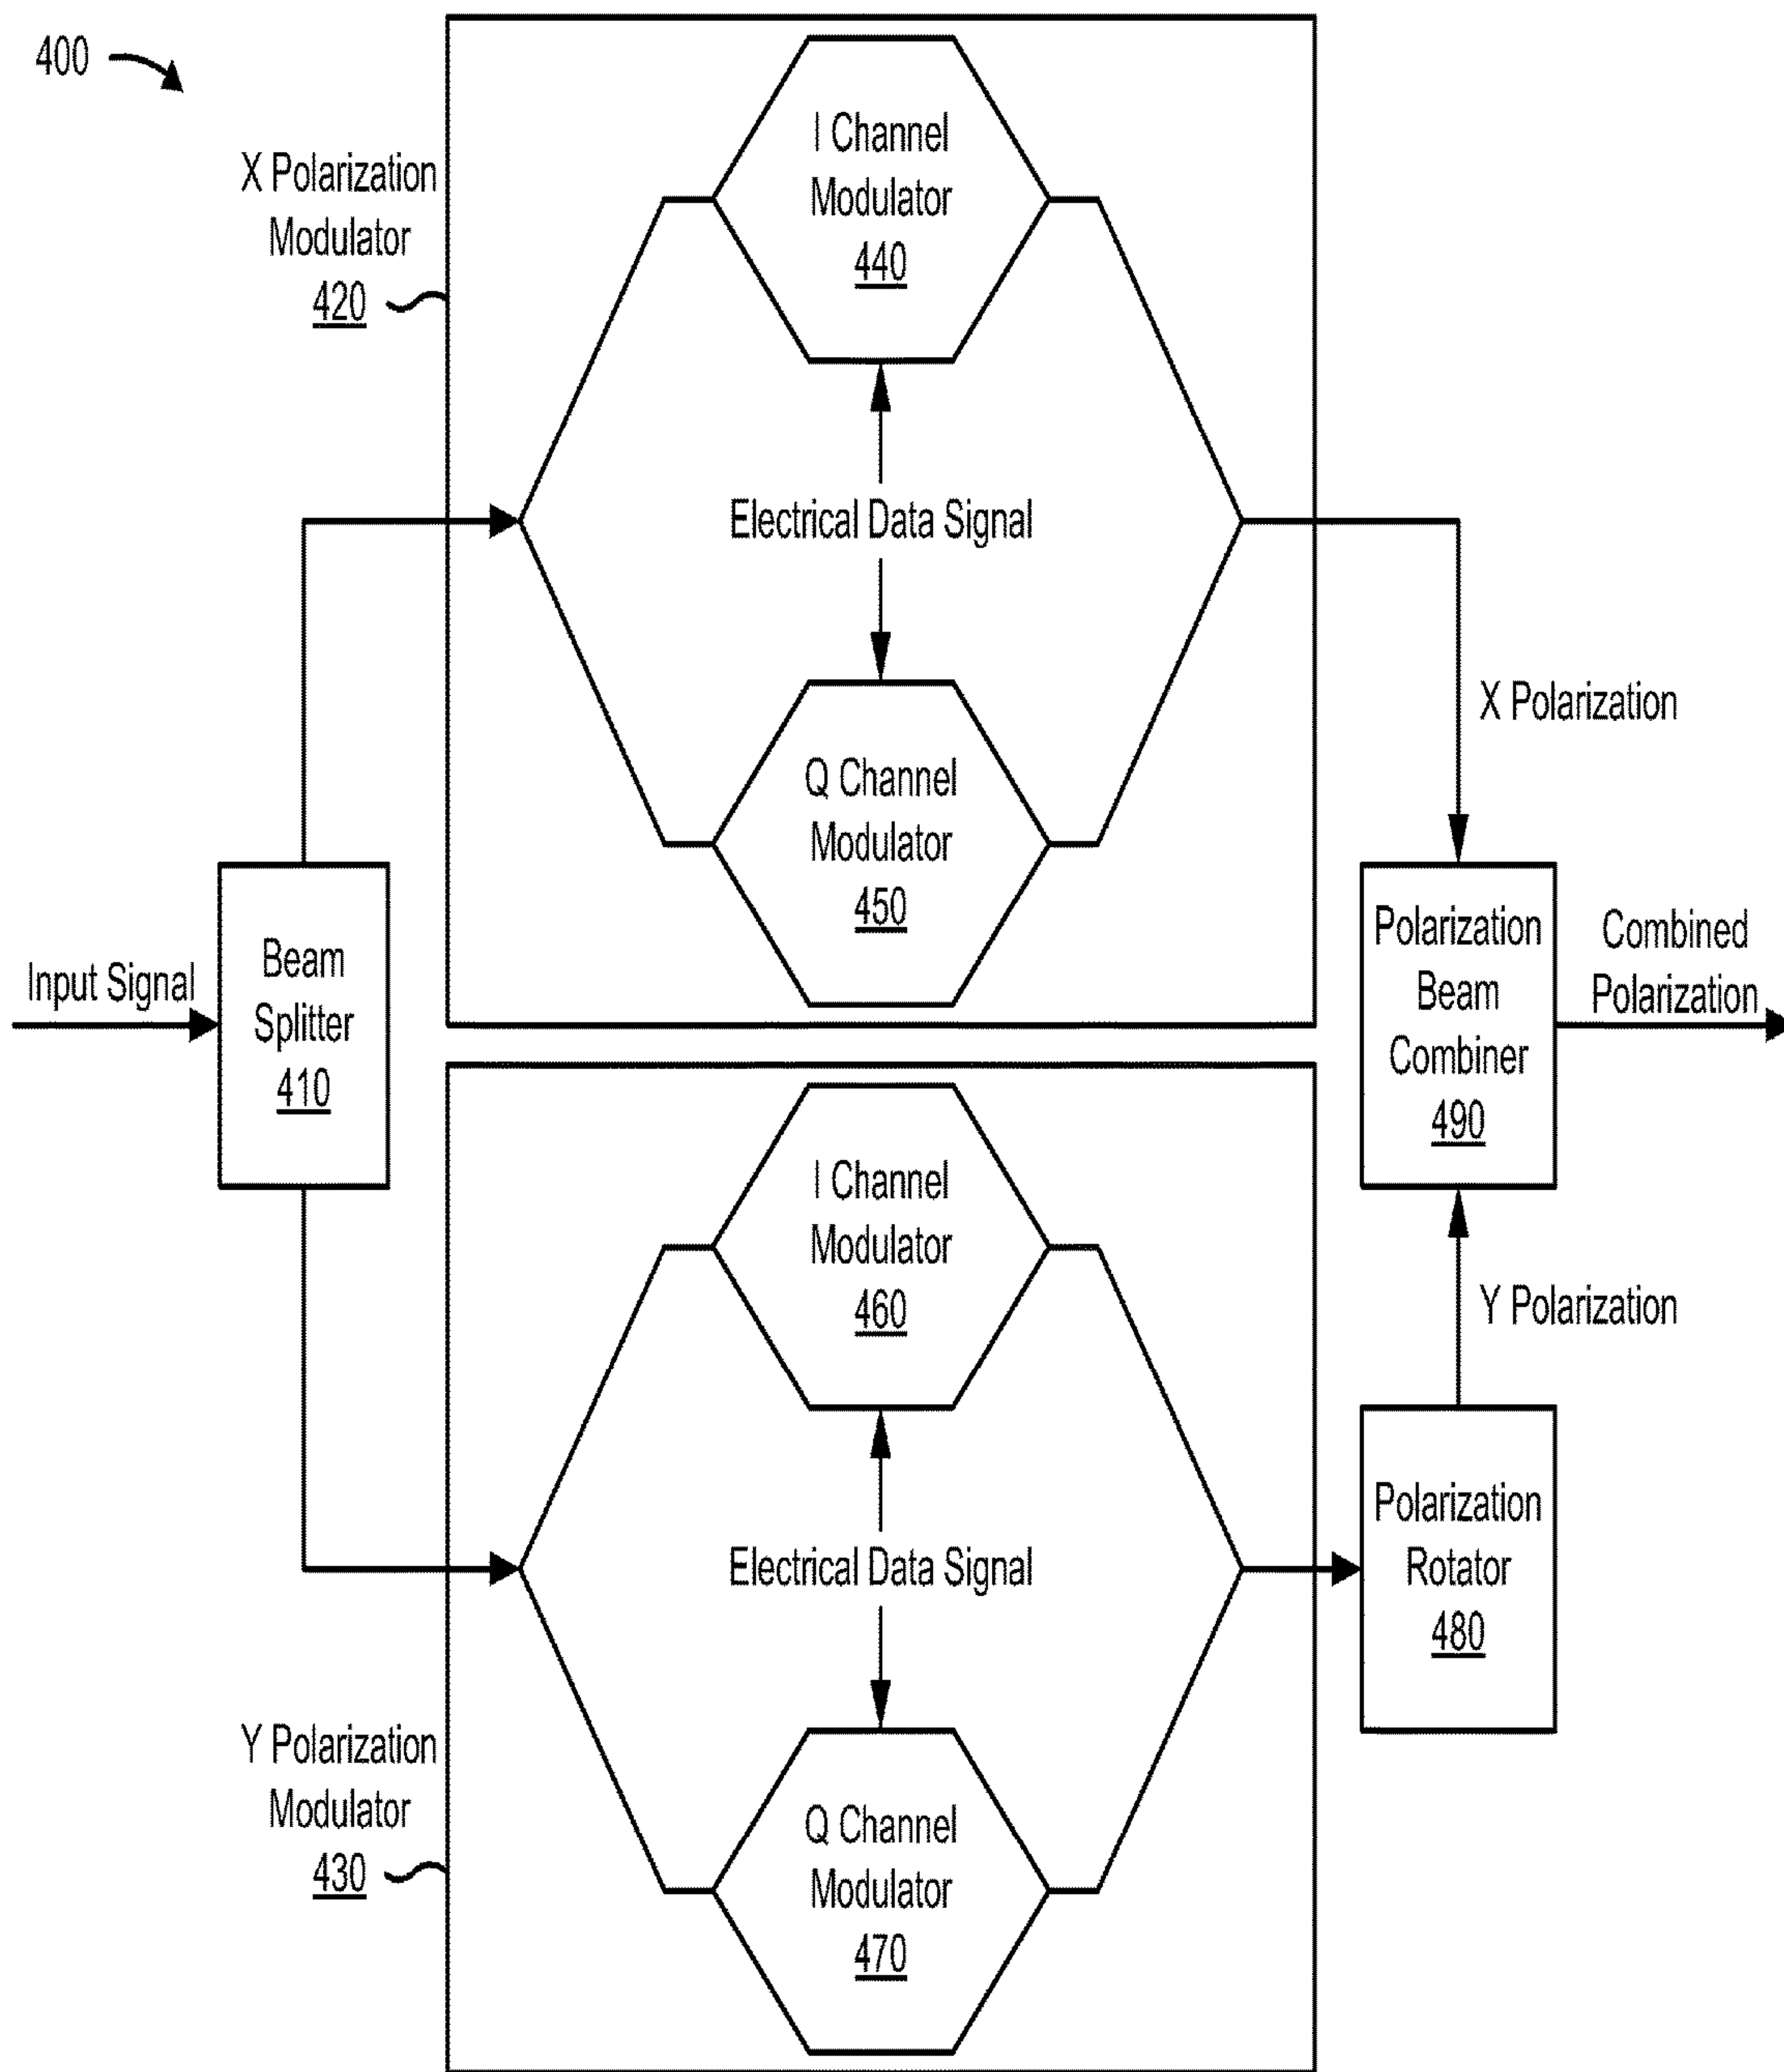 400
X Polarization
Modulator
420
I Channel
Modulator
440
Electrical Data Signal
Q Channel
Modulator
450
X Polarization
Input Signal
Beam
Splitter
410
Polarization
Beam
Combiner
490
Combined
Polarization
I Channel
Modulator
460
Y Polarization
Electrical Data Signal
Polarization
Rotator
480
Y Polarization
Modulator
430
Q Channel
Modulator
470